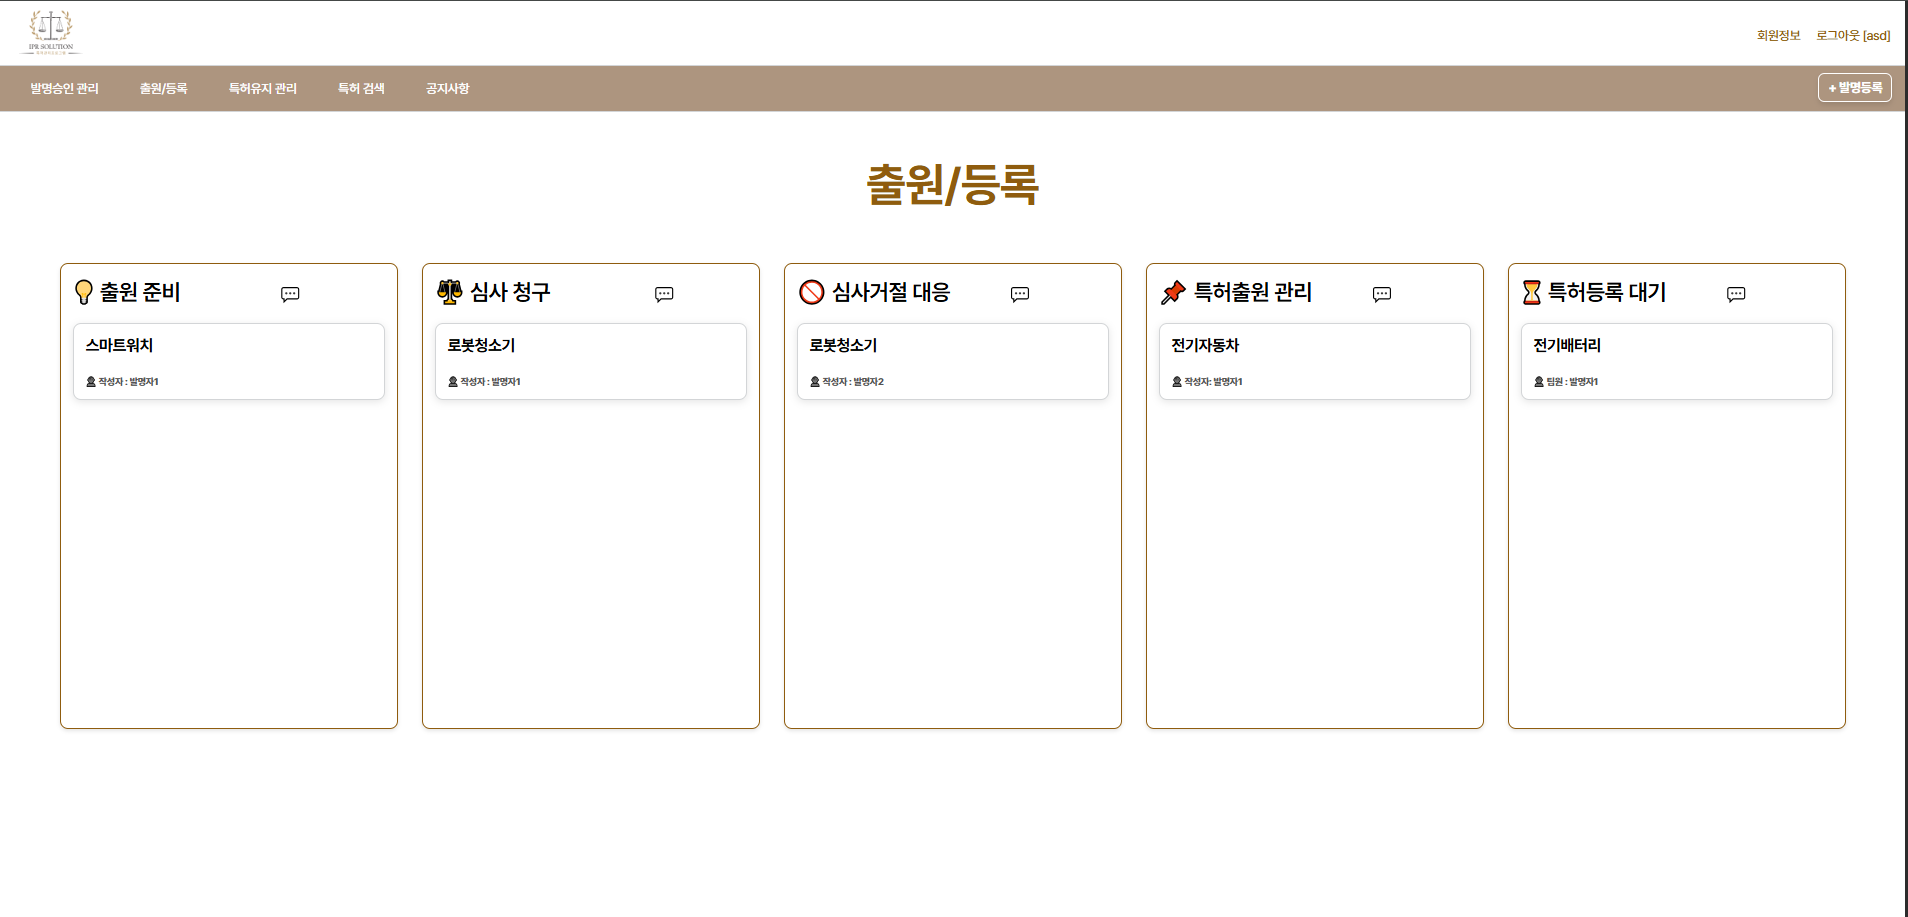 IPR SOLUTION
회원정보 로그아웃 [asd]
발명승인 관리 출원/등록 특허유지 관리 특허 검색 공지사항 + 발명등록
출원/등록
출원 준비
스마트워치
작성자 : 발명자1
심사 청구
로봇청소기
작성자 : 발명자1
심사거절 대응
로봇청소기
작성자 : 발명자2
특허출원 관리
전기자동차
작성자: 발명자1
특허등록 대기
전기배터리
팀원 : 발명자1